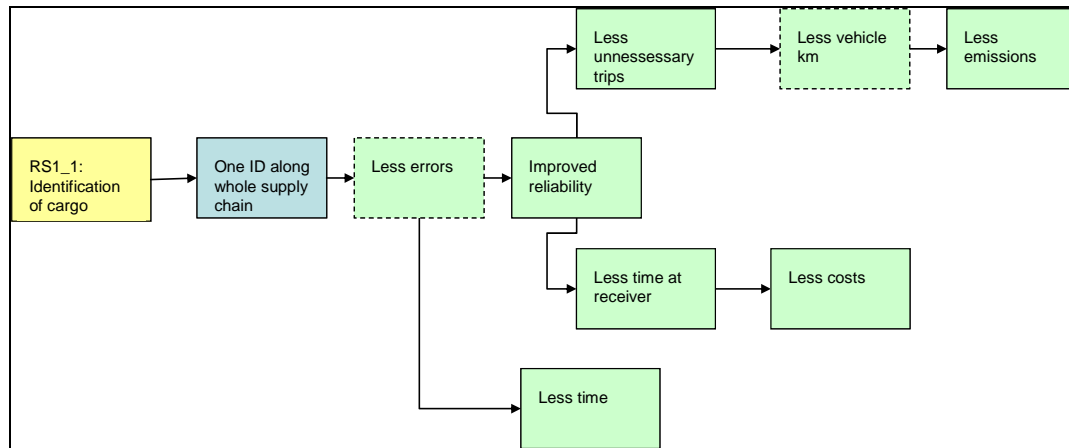 Less
unnessessary
trips
Less vehicle
km
Less
emissions
RS1_1:
Identification
of cargo
One ID along
whole supply
chain
Less errors
Improved
reliability
Less time at
receiver
Less costs
Less time